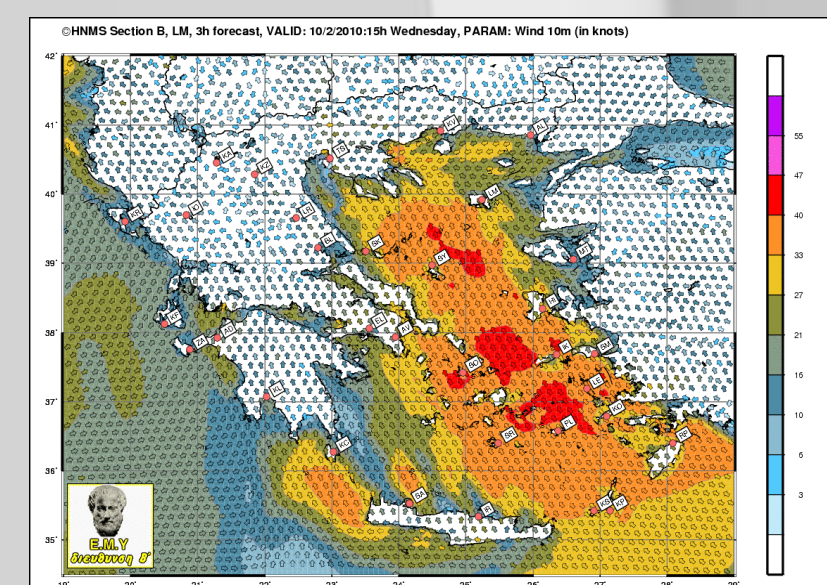 ©HNMS Section B, LM, 3h forecast, VALID: 10/2/2010:15h Wednesday, PARAM: Wind 10m (in knots)
42°
41°
40°
39°
38°
37°
36°
35°
55
47
40
33
27
21
16
10
6
3
KV
AL
TS
KA
KZ
LM
KR
IO
LR
BL
SK
SY
MT
HI
KF
ZA
AD
EL
AV
IK
SM
RO
LE
KL
KO
PL
SR
KC
RE
SA
IR
KS
KP
Ε.Μ.Υ
διευθυνση Β'